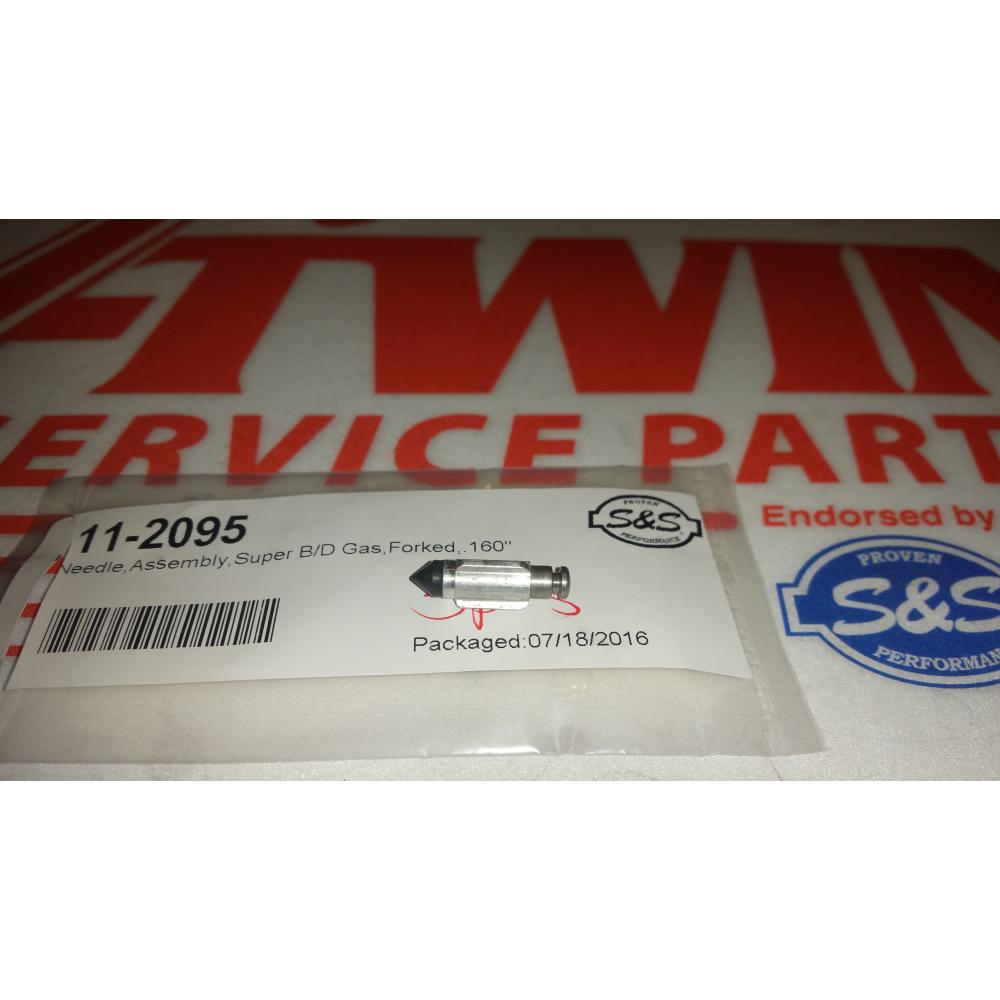 -TWIN
SERVICE PART
Endorsed by
PROVEN
S&S
PERFORMAN
11-2095
Needle,Assembly,Super B/D Gas,Forked,.160"
PROVEN
S&S
PERFORMANCE
Packaged:07/18/2016